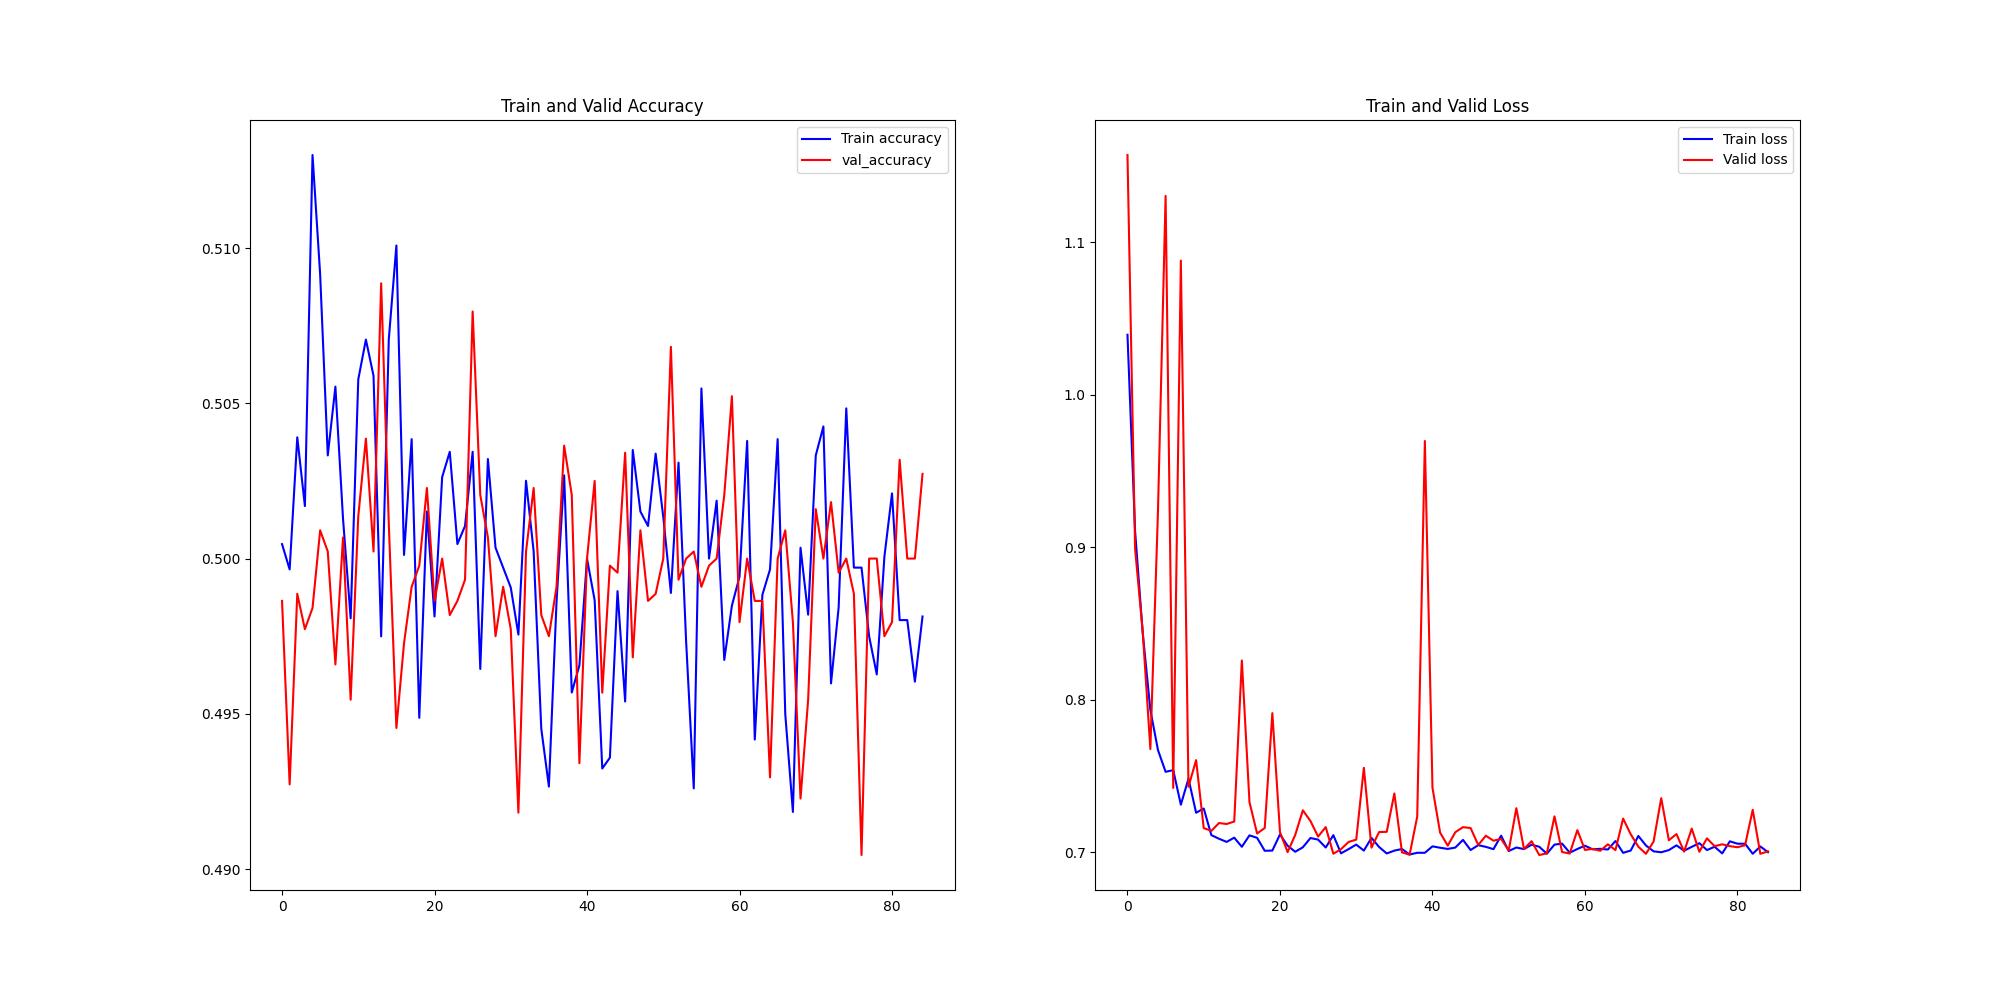 Train and Valid Accuracy
Train accuracy
val_accuracy
0.510
0.505
0.500
0.495
0.490
0 20 40 60 80
Train and Valid Loss
Train loss
Valid loss
1.1
1.0
0.9
0.8
0.7
0 20 40 60 80